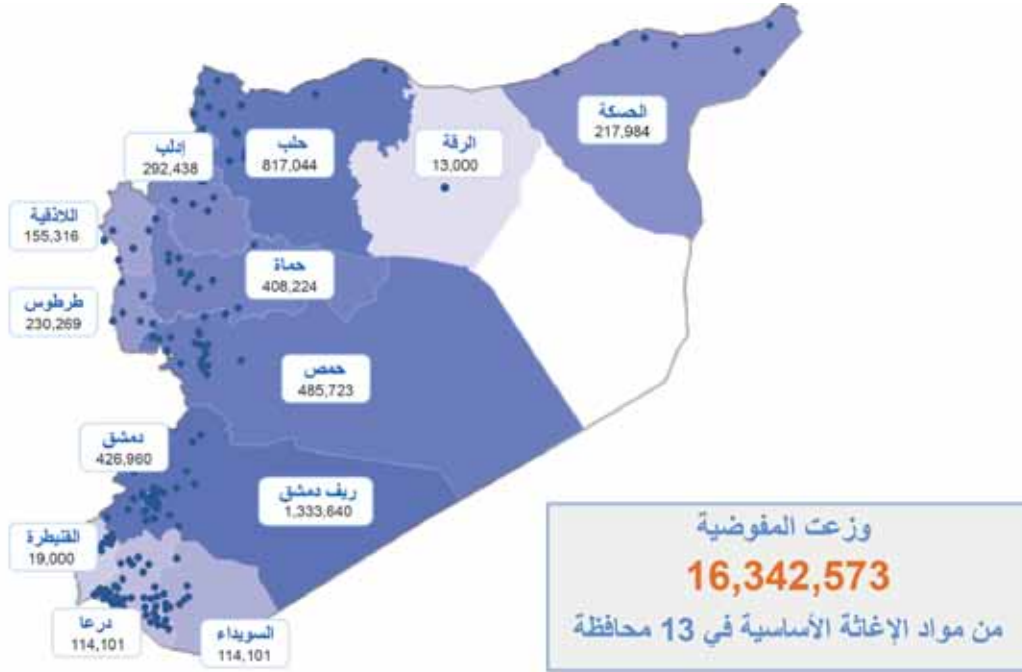 الحسكة
217,984
الرقة
13,000
حلب
817,044
إدلب
292,438
اللاذقية
155,316
حماة
408,224
طرطوس
230,269
حمص
485,723
دمشق
426,960
ريف دمشق
1,333,640
القنيطرة
19,000
درعا
114,101
السويداء
114,101
وزعت المفوضية
16,342,573
من مواد الإغاثة الأساسية في 13 محافظة